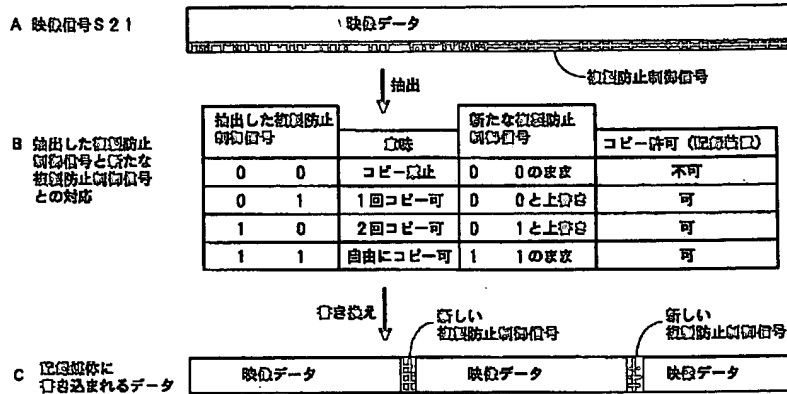 A 映像信号S21
映像データ
複製防止制御信号
抽出
B 抽出した複製防止
制御信号と新たな
複製防止制御信号
との対応
抽出した複製防止
制御信号
意味
新たな複製防止
制御信号
コピー許可（記録装置）
0 0 コピー禁止 0 0のまま 不可
0 1 1回コピー可 0 0と上書き 可
1 0 2回コピー可 0 1と上書き 可
1 1 自由にコピー可 1 1のまま 可
書き換え
新しい
複製防止制御信号
新しい
複製防止制御信号
C 記録媒体に
書き込まれるデータ
映像データ
映像データ
映像データ